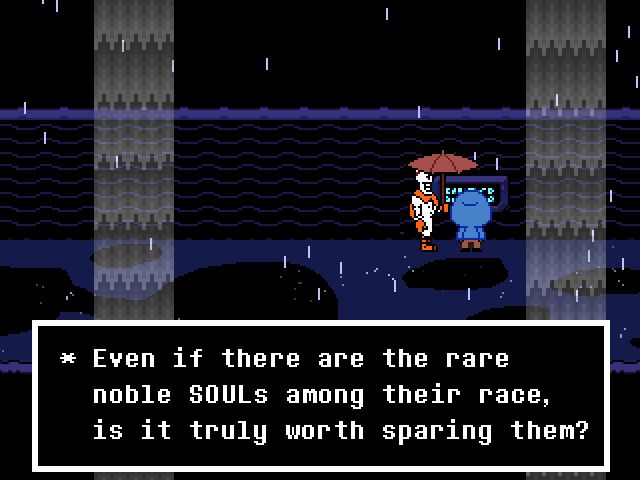 * Even if there are the rare
noble SOULs among their race,
is it truly worth sparing them?